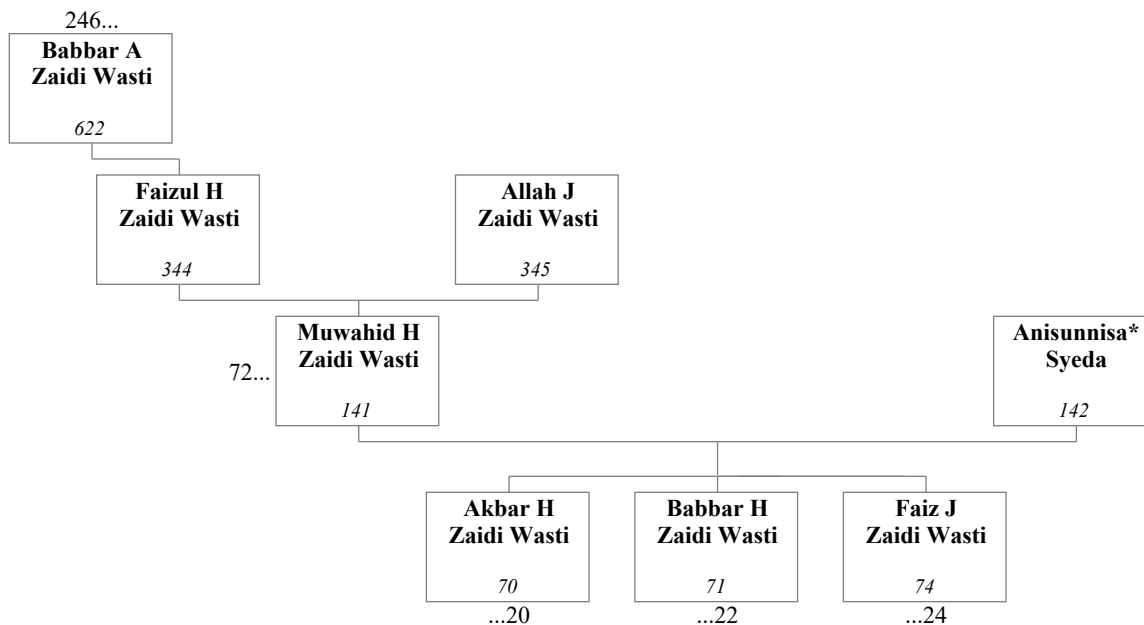 246...
Babbar A
Zaidi Wasti
622
Faizul H
Zaidi Wasti
344
Allah J
Zaidi Wasti
345
72...
Muwahid H
Zaidi Wasti
141
Anisunnisa*
Syeda
142
Akbar H
Zaidi Wasti
70
...20
Babbar H
Zaidi Wasti
71
...22
Faiz J
Zaidi Wasti
74
...24